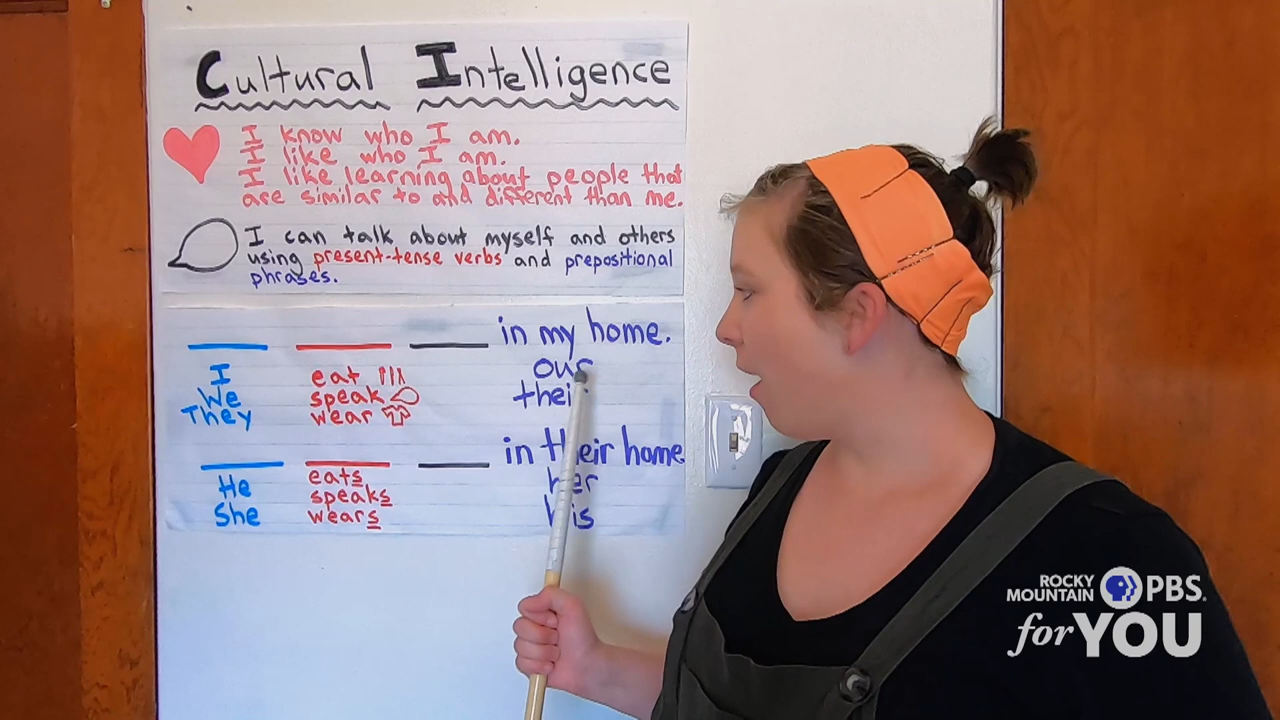 Cultural Intelligence
I know who I am.
I like who I am.
I like learning about people that
are similar to and different than me.
I can talk about myself and others
using present-tense verbs and prepositional
phrases.
in my home.
I eat our
We speak their
They wear
in their home
He eats her
She speaks his
wears
ROCKY
MOUNTAIN PBS.
for YOU